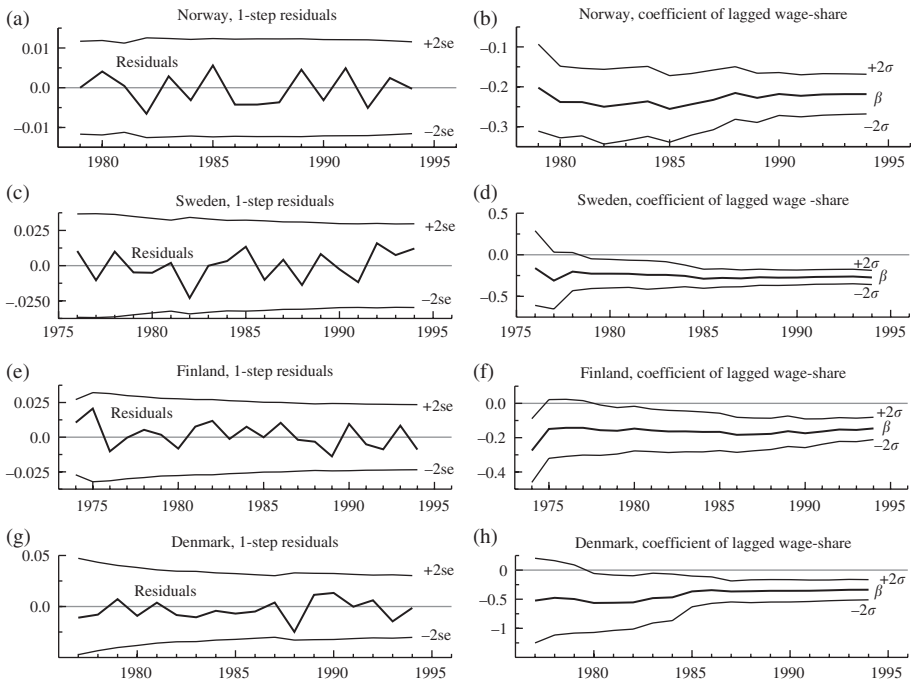 (a)
Norway, 1-step residuals
0.01
0.0
−0.01
+2se
Residuals
−2se
1980 1985 1990 1995
(b)
Norway, coefficient of lagged wage-share
−0.1
−0.2
−0.3
+2σ
β
−2σ
1980 1985 1990 1995
(c)
Sweden, 1-step residuals
0.025
0.0
−.0250
+2se
Residuals
−2se
1975 1980 1985 1990 1995
(d)
Sweden, coefficient of lagged wage -share
0.5
0.0
−0.5
+2σ
β
−2σ
1975 1980 1985 1990 1995
(e)
Finland, 1-step residuals
0.025
0.0
−0.025
+2se
Residuals
−2se
1975 1980 1985 1990 1995
(f)
Finland, coefficient of lagged wage-share
0.0
−0.2
−0.4
+2σ
β
−2σ
1975 1980 1985 1990 1995
(g)
Denmark, 1-step residuals
0.05
0.0
+2se
Residuals
−2se
1980 1985 1990 1995
(h)
Denmark, coefficient of lagged wage-share
0
−0.5
−1
+2σ
β
−2σ
1980 1985 1990 1995